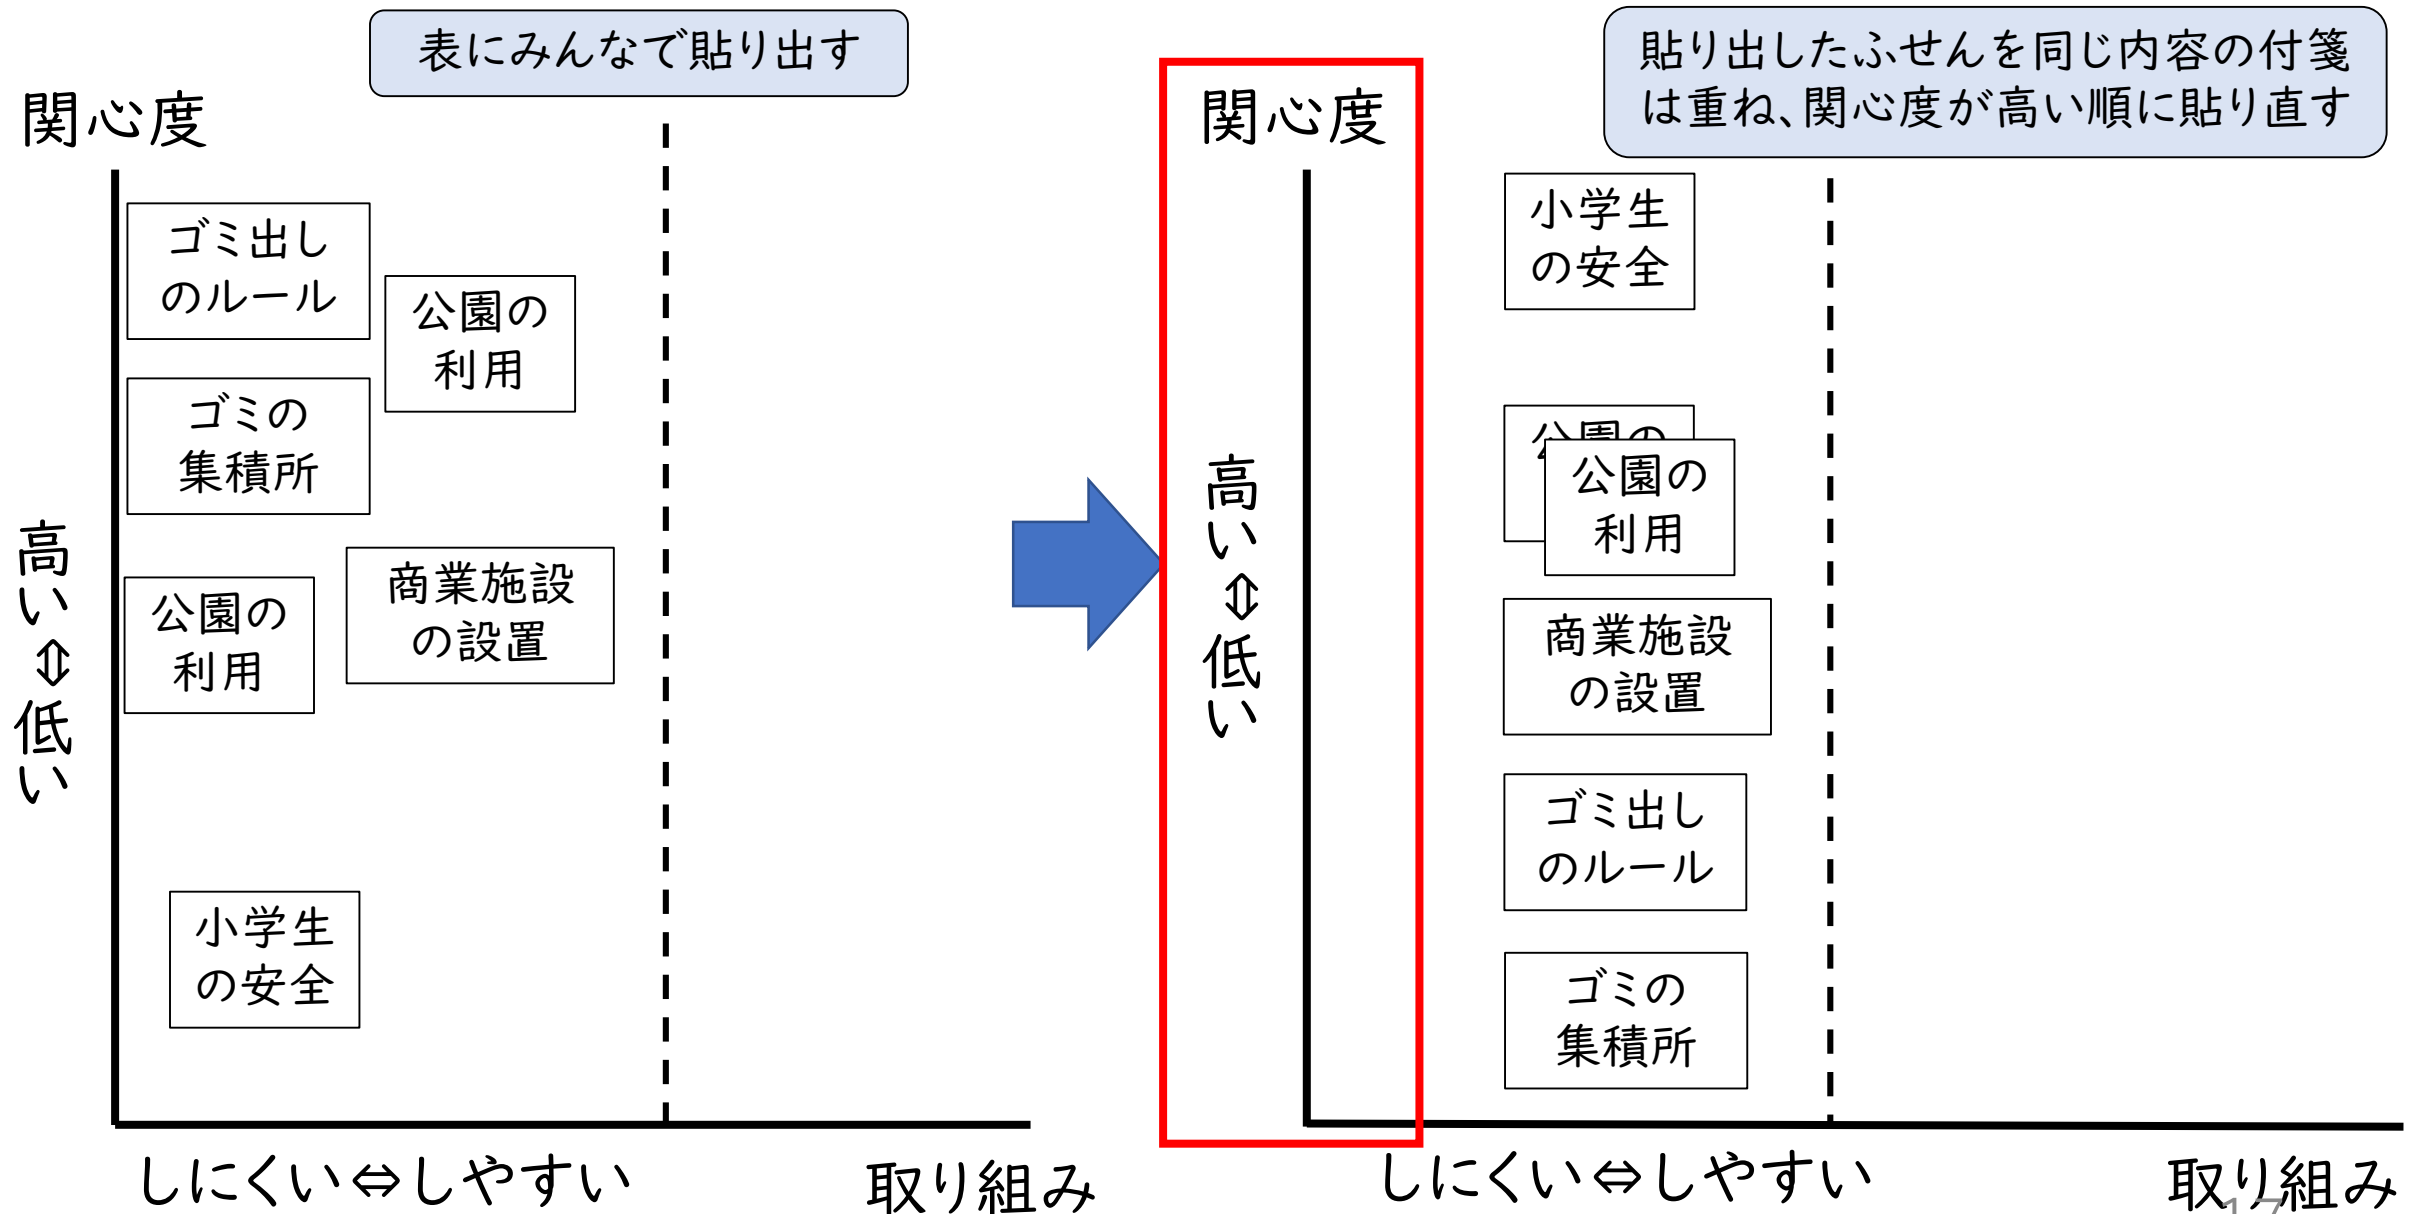 表にみんなで貼り出す
関心度
ゴミ出し
のルール
公園の
利用
ゴミの
集積所
商業施設
の設置
公園の
利用
小学生
の安全
高い⇔低い
しにくい⇔しやすい
取り組み
貼り出したふせんを同じ内容の付箋
は重ね、関心度が高い順に貼り直す
関心度
小学生
の安全
公園の
公園の
利用
商業施設
の設置
ゴミ出し
のルール
ゴミの
集積所
高い⇔低い
しにくい⇔しやすい
取り組み
17